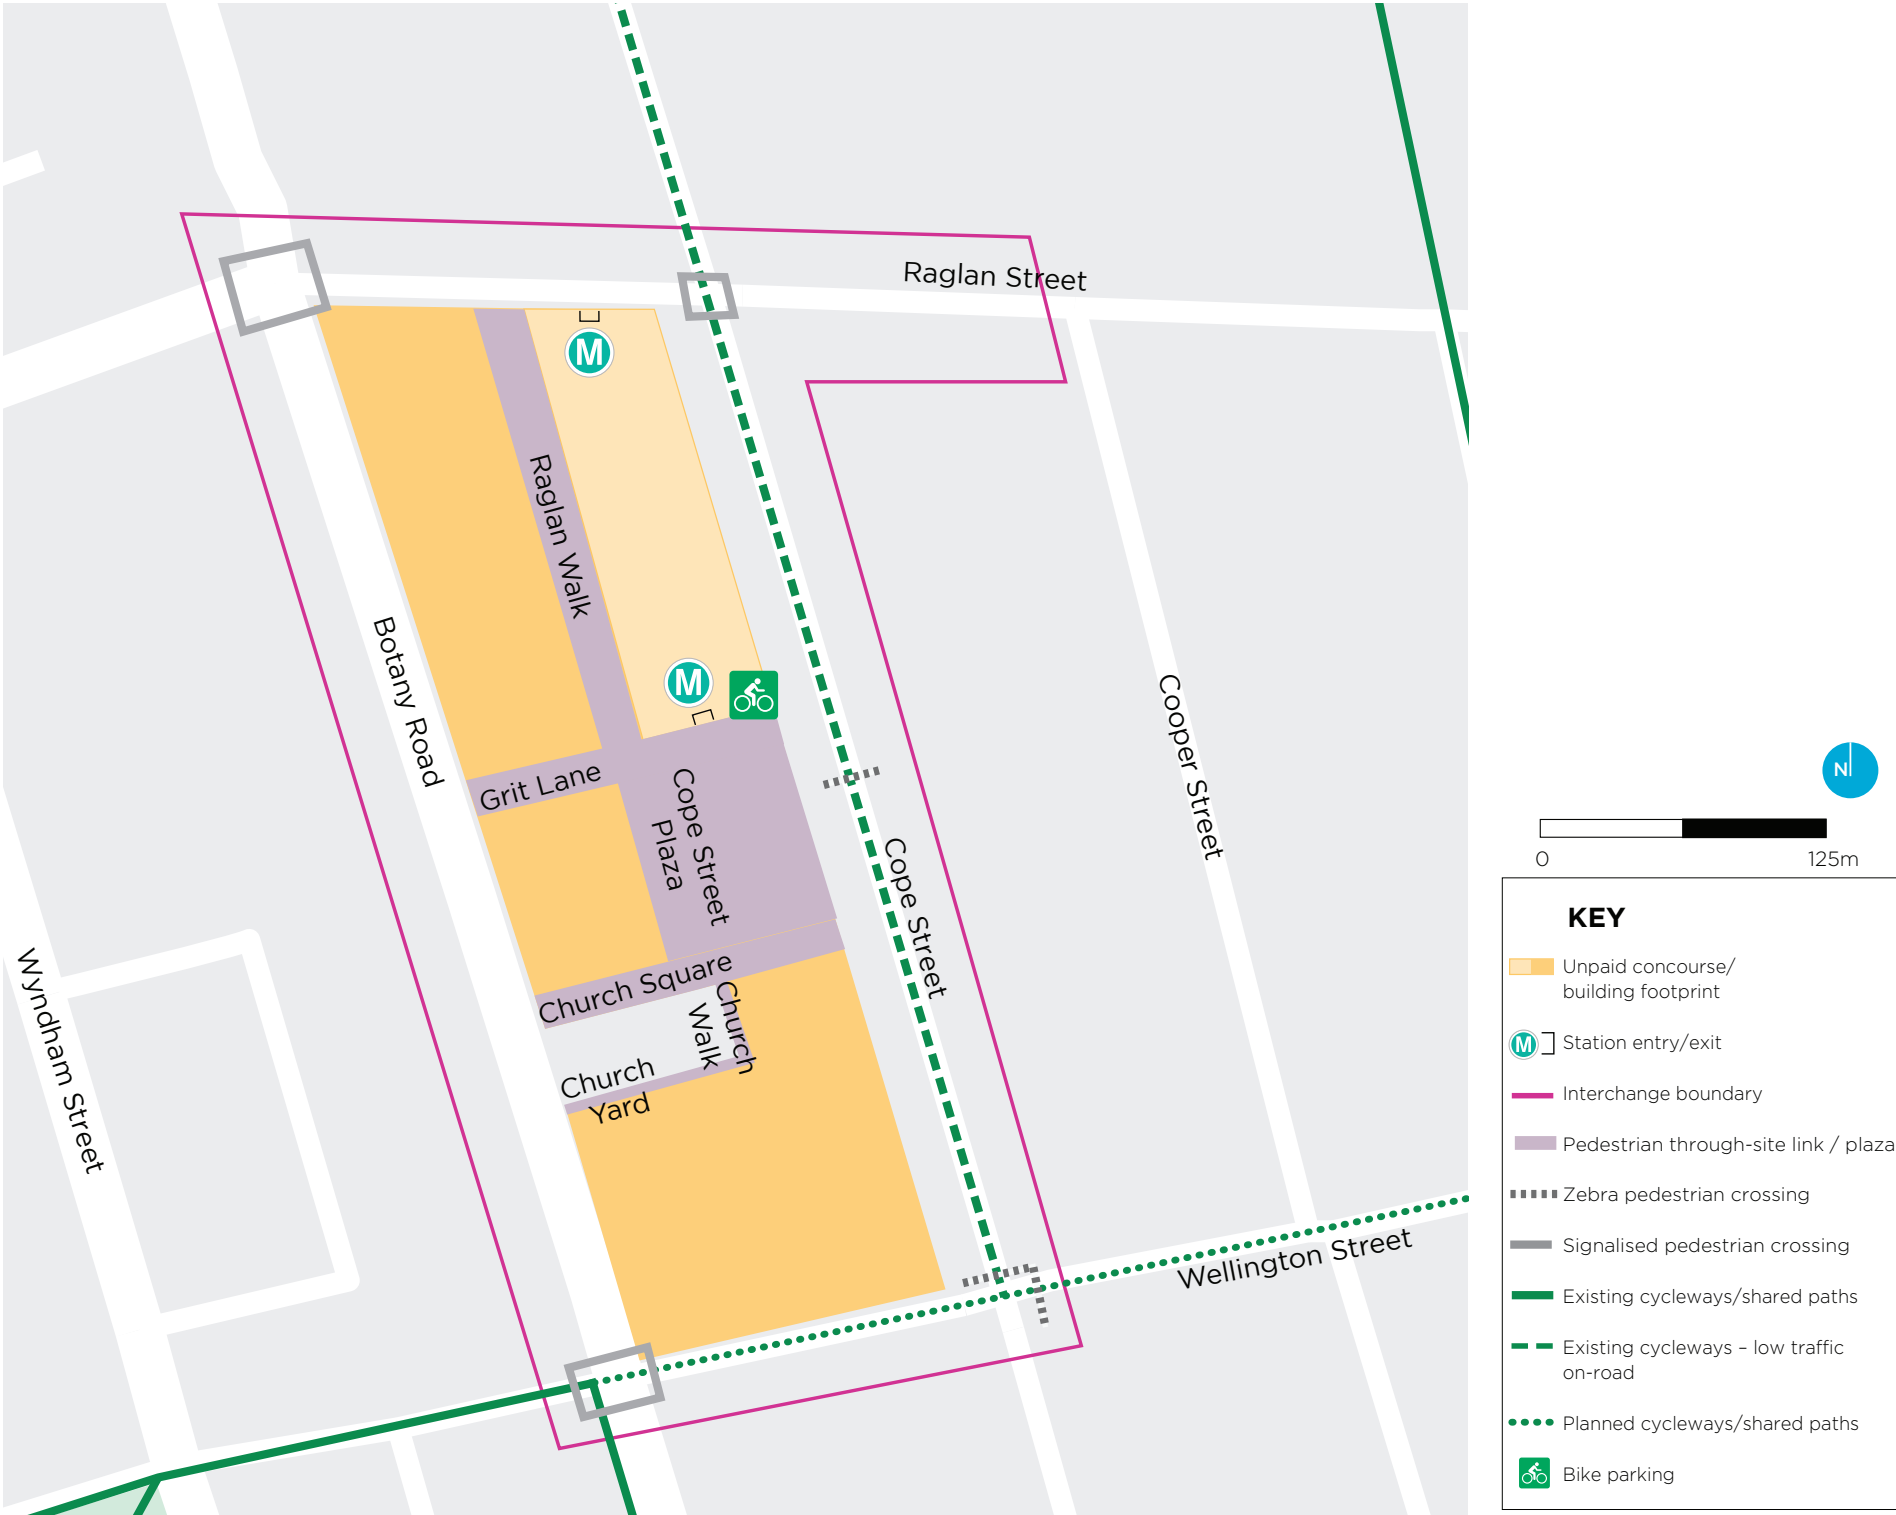 Raglan Street
M
Raglan Walk
Botany Road
M
Cooper Street
Grit Lane
Cope Street
Plaza
Cope Street
Church Square
Church
Walk
Church
Yard
Wyndham Street
Wellington Street
N
0 125m
KEY
Unpaid concourse/
building footprint
M Station entry/exit
Interchange boundary
Pedestrian through-site link / plaza
Zebra pedestrian crossing
Signalised pedestrian crossing
Existing cycleways/shared paths
Existing cycleways – low traffic
on-road
Planned cycleways/shared paths
Bike parking